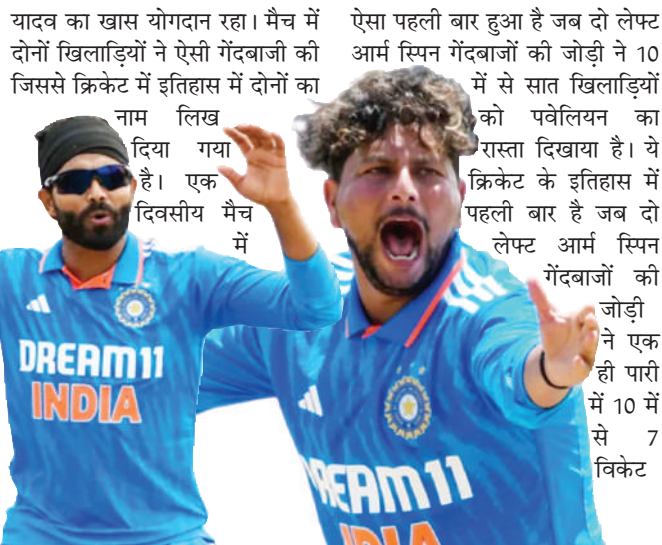 यादव का खास योगदान रहा। मैच में
दोनों खिलाड़ियों ने ऐसी गेंदबाजी की
जिससे क्रिकेट में इतिहास में दोनों का
नाम लिख
दिया गया
है। एक
दिवसीय मैच
में
ऐसा पहली बार हुआ है जब दो लेफ्ट
आर्म स्पिन गेंदबाजों की जोड़ी ने 10
में से सात खिलाड़ियों
को पवेलियन का
रास्ता दिखाया है। ये
क्रिकेट के इतिहास में
पहली बार है जब दो
लेफ्ट आर्म स्पिन
गेंदबाजों की
जोड़ी
ने एक
ही पारी
में 10 में
से 7
विकेट
DREAM11
INDIA
DREAM11
INDIA